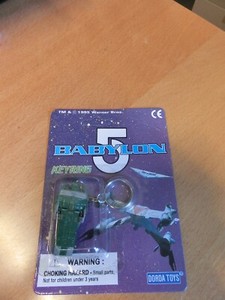 TM & © 1995 Warner Bros.
CE
BABYLON
5
KEYRING
WARNING :
CHOKING HAZARD - Small parts.
Not for children under 3 years.
DORDA TOYS